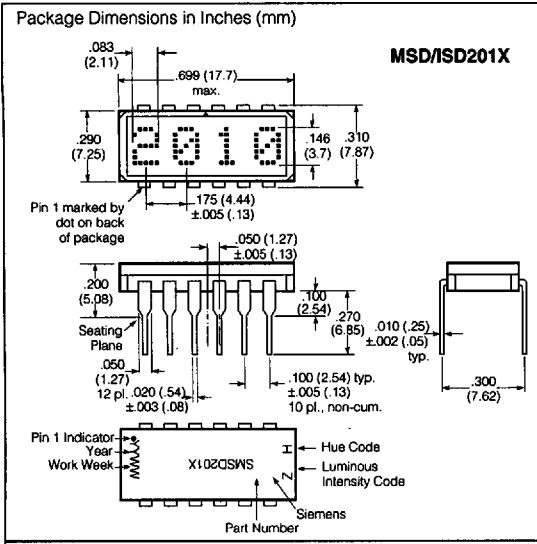 Package Dimensions in Inches (mm)
MSD/ISD201X
.083
(2.11)
.699 (17.7)
max.
.290
(7.25)
2010
.146
(3.7)
.310
(7.87)
Pin 1 marked by
dot on back
of package
.175 (4.44)
±.005 (.13)
.050 (1.27)
±.005 (.13)
.200
(5.08)
.100
(2.54)
.270
(6.85)
Seating
Plane
.050
(1.27)
12 pl.
.020 (.54)
±.003 (.08)
.100 (2.54) typ.
±.005 (.13)
10 pl., non-cum.
.010 (.25)
±.002 (.05)
typ.
.300
(7.62)
Pin 1 Indicator
Year
Work Week
Y
WW
SMSD201X
H
Z
Hue Code
Luminous
Intensity Code
Siemens
Part Number